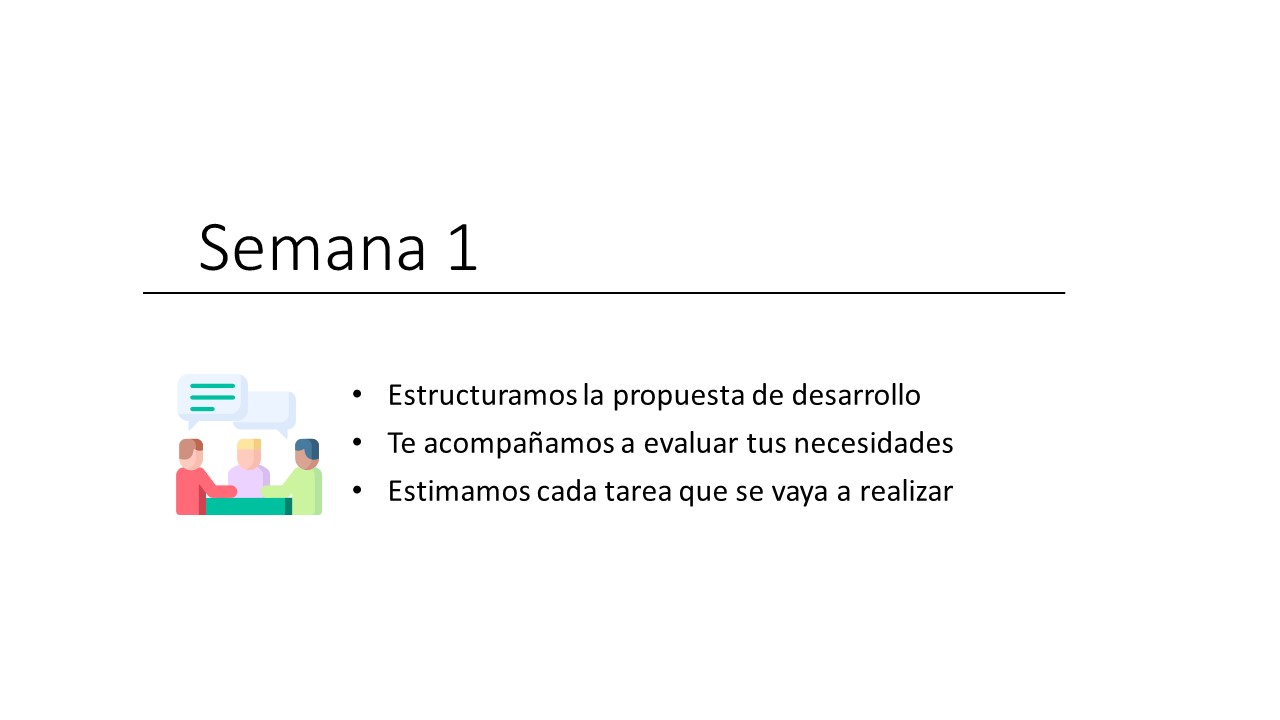 Semana 1
• Estructuramos la propuesta de desarrollo
• Te acompañamos a evaluar tus necesidades
• Estimamos cada tarea que se vaya a realizar